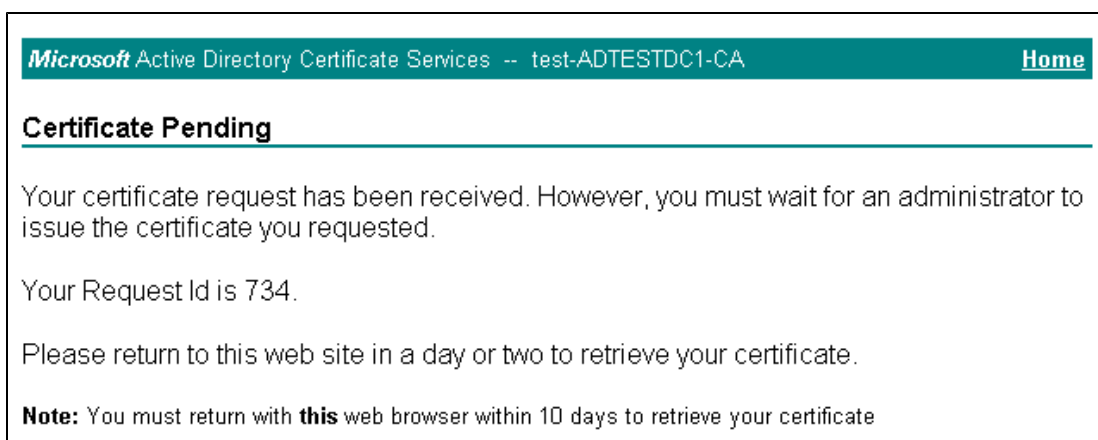 Microsoft Active Directory Certificate Services -- test-ADTESTDC1-CA Home
Certificate Pending
Your certificate request has been received. However, you must wait for an administrator to
issue the certificate you requested.
Your Request Id is 734.
Please return to this web site in a day or two to retrieve your certificate.
Note: You must return with this web browser within 10 days to retrieve your certificate